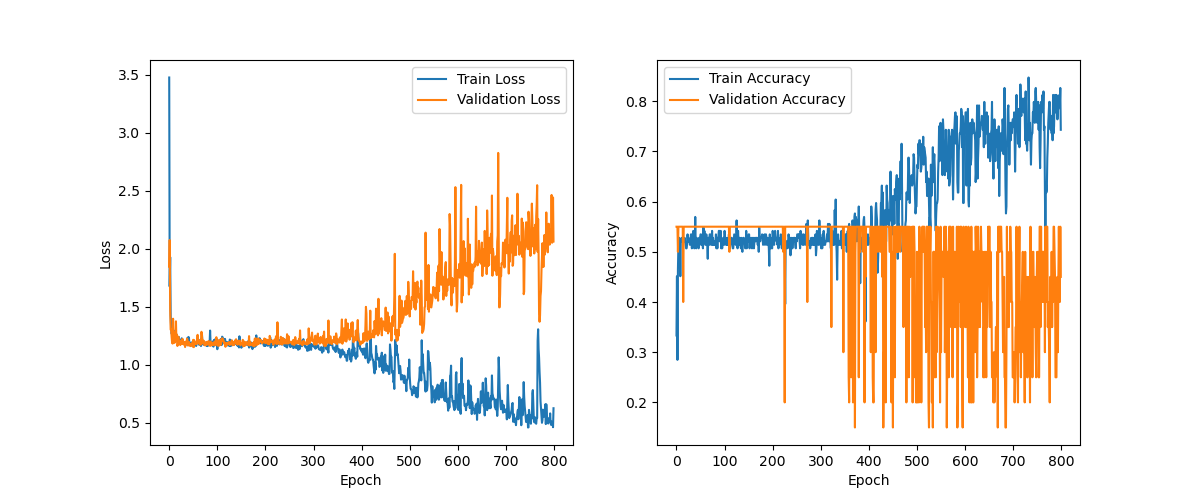 3.5
3.0
2.5
2.0
1.5
1.0
0.5
Loss
0 100 200 300 400 500 600 700 800
Epoch
Train Loss
Validation Loss
0.8
0.7
0.6
0.5
0.4
0.3
0.2
Accuracy
0 100 200 300 400 500 600 700 800
Epoch
Train Accuracy
Validation Accuracy